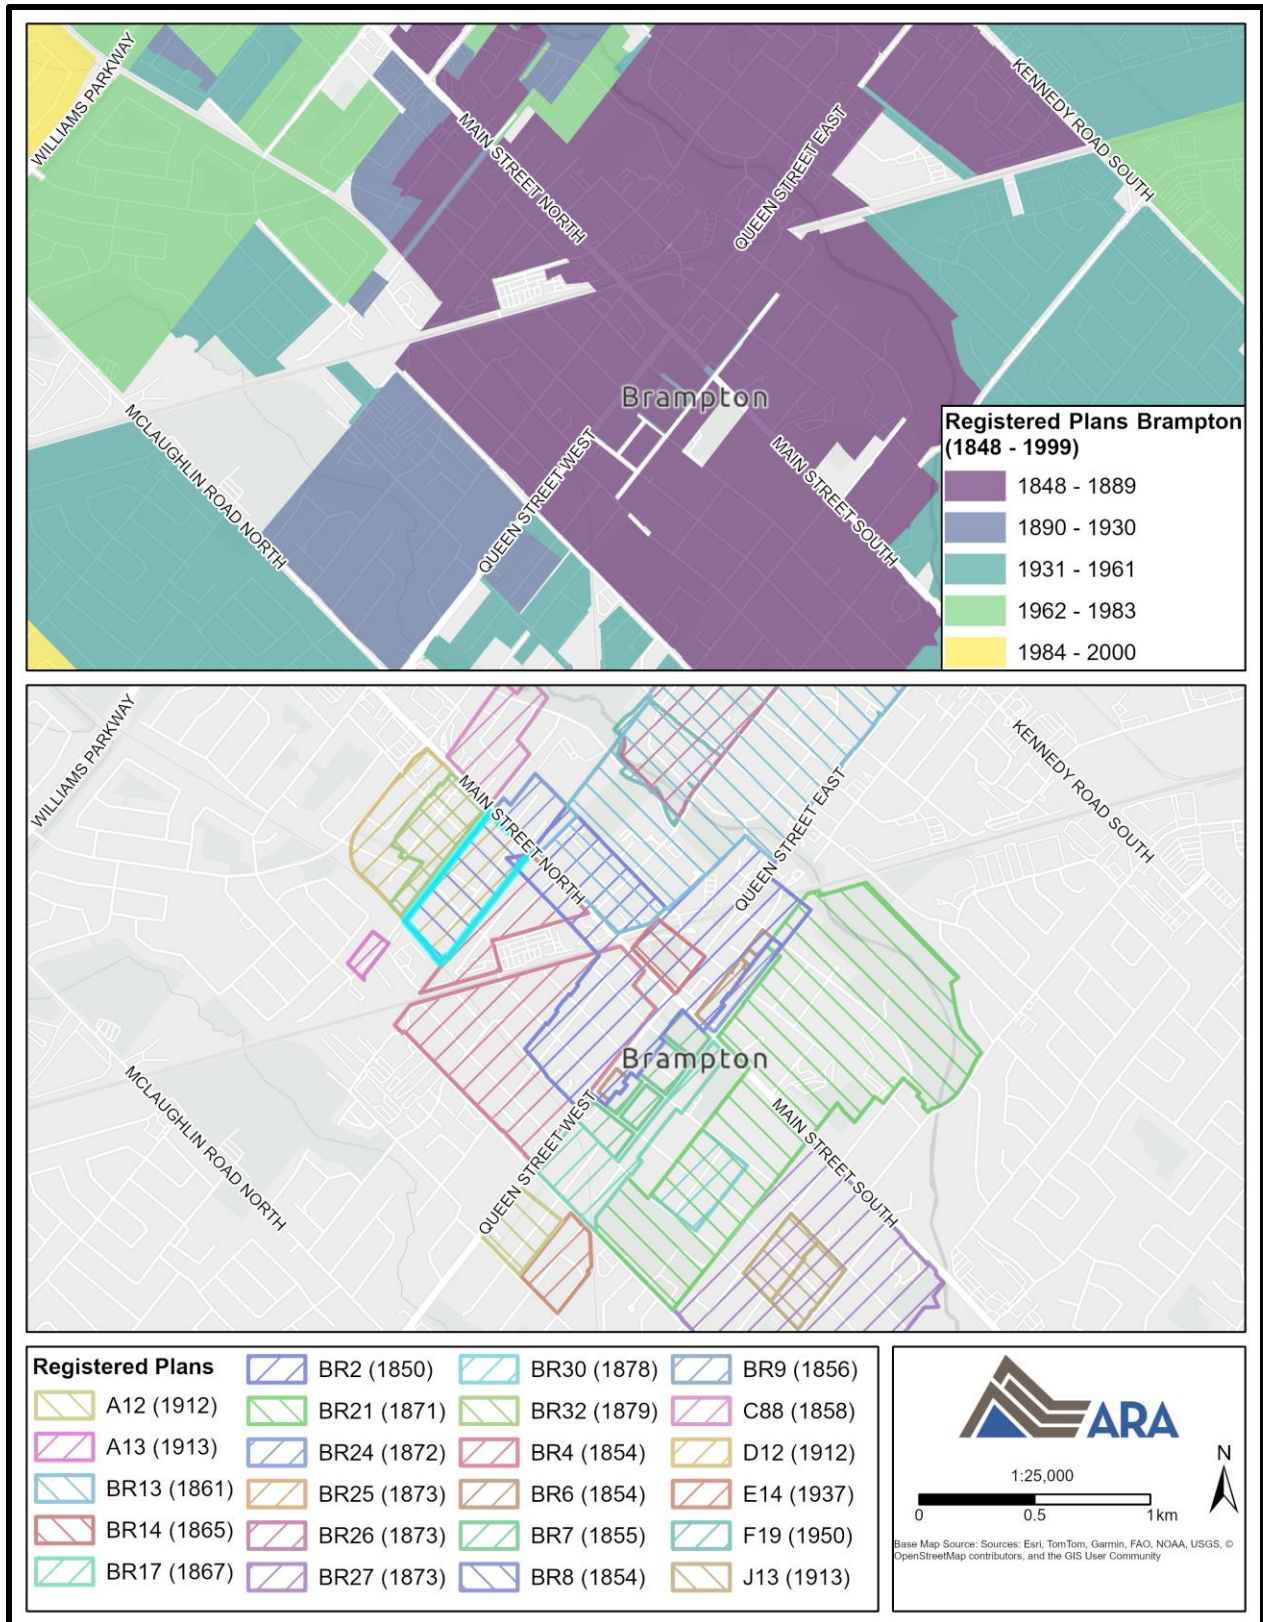 WILLIAMS PARKWAY
MAIN STREET NORTH
QUEEN STREET EAST
KENNEDY ROAD SOUTH
Brampton
MCLAUGHLIN ROAD NORTH
QUEEN STREET WEST
MAIN STREET SOUTH
Registered Plans Brampton
(1848 - 1999)
1848 - 1889
1890 - 1930
1931 - 1961
1962 - 1983
1984 - 2000
WILLIAMS PARKWAY
MAIN STREET NORTH
QUEEN STREET EAST
KENNEDY ROAD SOUTH
Brampton
MCLAUGHLIN ROAD NORTH
QUEEN STREET WEST
MAIN STREET SOUTH
Registered Plans
A12 (1912)
A13 (1913)
BR13 (1861)
BR14 (1865)
BR17 (1867)
BR2 (1850)
BR21 (1871)
BR24 (1872)
BR25 (1873)
BR26 (1873)
BR27 (1873)
BR30 (1878)
BR32 (1879)
BR4 (1854)
BR6 (1854)
BR7 (1855)
BR8 (1854)
BR9 (1856)
C88 (1858)
D12 (1912)
E14 (1937)
F19 (1950)
J13 (1913)
ARA
N
1:25,000
0 0.5 1km
Base Map Source: Sources: Esri, TomTom, Garmin, FAO, NOAA, USGS, ©
OpenStreetMap contributors, and the GIS User Community